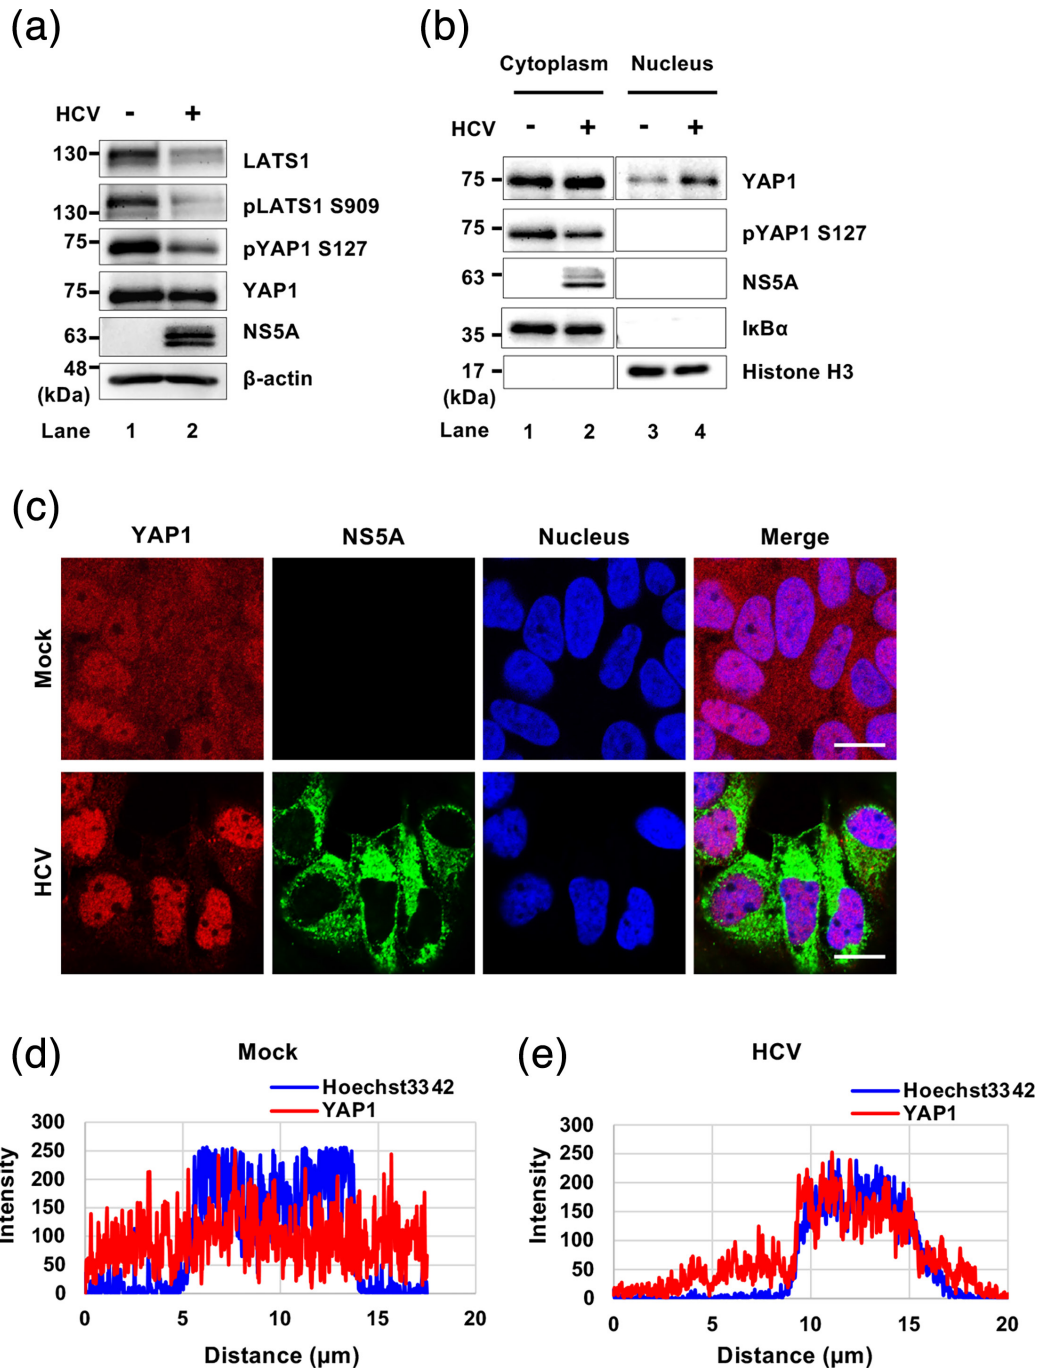 (a)
HCV - +
130 LATS1
130 pLATS1 S909
75 pYAP1 S127
75 YAP1
63 NS5A
48 β-actin
(kDa)
Lane 1 2
(b)
Cytoplasm Nucleus
HCV - + - +
75 YAP1
75 pYAP1 S127
63 NS5A
35 IκBα
17 Histone H3
(kDa)
Lane 1 2 3 4
(c)
YAP1 NS5A Nucleus Merge
Mock
HCV
(d)
Mock
Hoechst3342
YAP1
300
250
200
150
100
50
0
0 5 10 15 20
Intensity
Distance (μm)
(e)
HCV
Hoechst3342
YAP1
300
250
200
150
100
50
0
0 5 10 15 20
Intensity
Distance (μm)